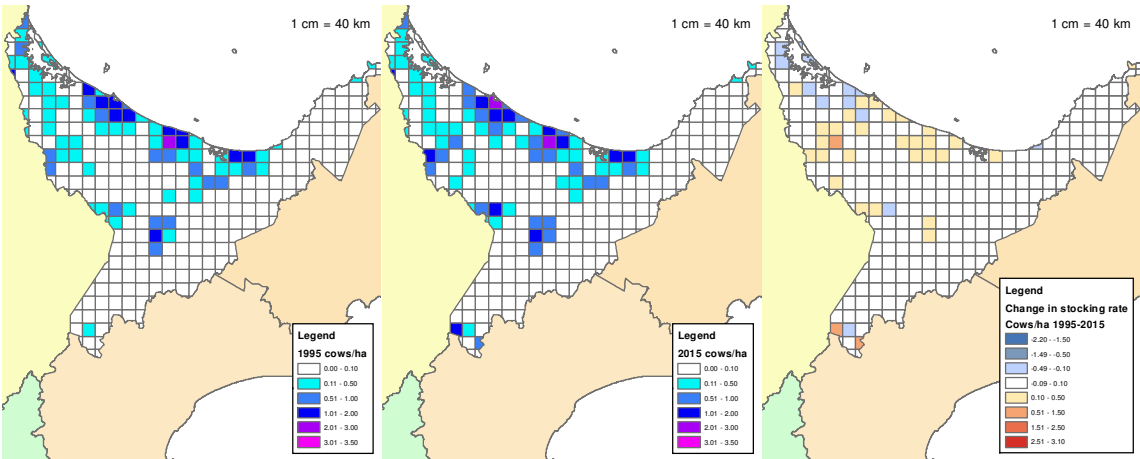 1 cm = 40 km
Legend
1995 cows/ha
0.00 - 0.10
0.11 - 0.50
0.51 - 1.00
1.01 - 2.00
2.01 - 3.00
3.01 - 3.50
1 cm = 40 km
Legend
2015 cows/ha
0.00 - 0.10
0.11 - 0.50
0.51 - 1.00
1.01 - 2.00
2.01 - 3.00
3.01 - 3.50
1 cm = 40 km
Legend
Change in stocking rate
Cows/ha 1995-2015
-2.20 - -1.50
-1.49 - -0.50
-0.49 - -0.10
-0.09 - 0.10
0.10 - 0.50
0.51 - 1.50
1.51 - 2.50
2.51 - 3.10